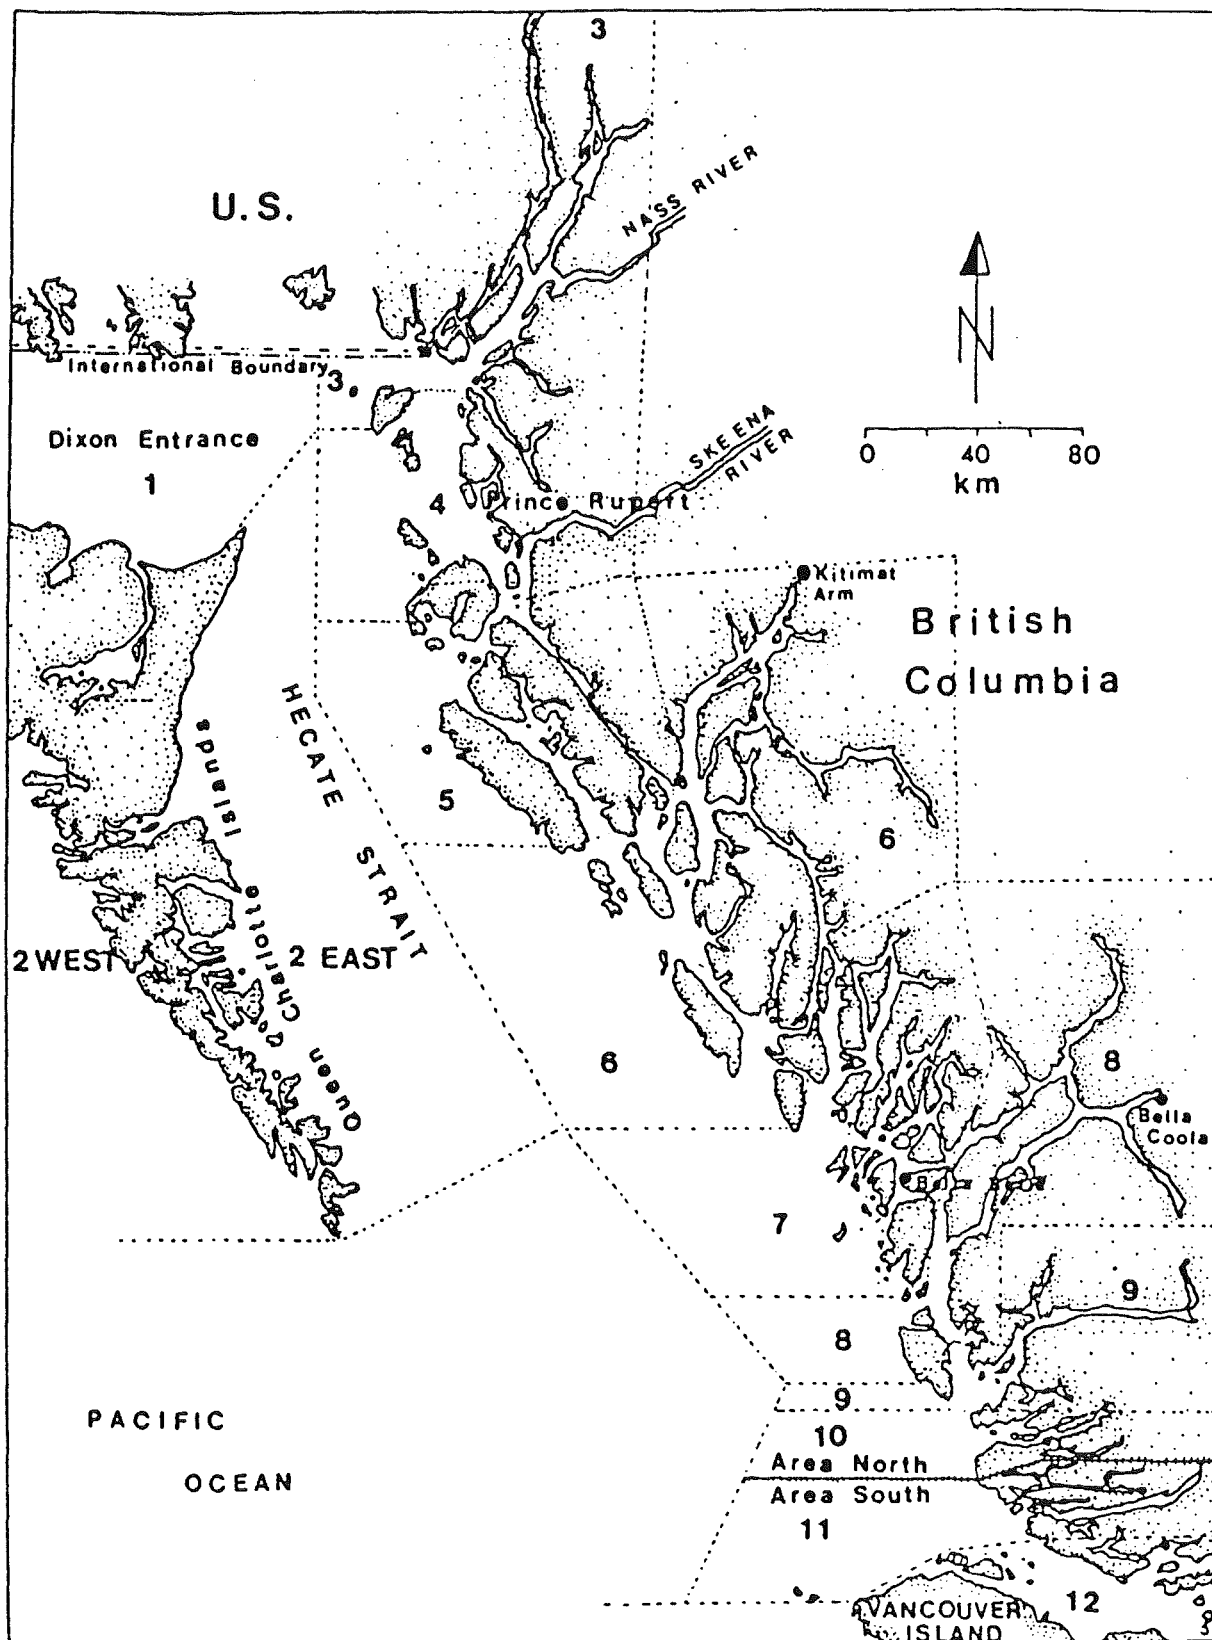 3
U.S.
NASS RIVER
International Boundary
3
Dixon Entrance
1
SKEENA
RIVER
0 40 80
km
N
4
Prince Rupert
Kitimat
Arm
British
Columbia
HECATE STRAIT
Queen Charlotte Islands
5
6
2 WEST
2 EAST
6
8
Bella
Coola
Bella Bella
7
9
8
9
10
Area North
Area South
11
PACIFIC
OCEAN
12
VANCOUVER
ISLAND